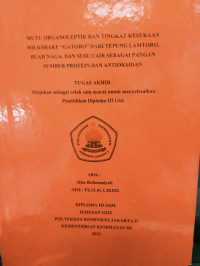 MUTU ORGANOLEPTIK DAN TINGKAT KESUKAAN
MILKSHAKE "GATORO" DARI TEPUNG LAMTORO,
BUAH NAGA, DAN SUSU CAIR SEBAGAI PANGAN
SUMBER PROTEIN DAN ANTIOKSIDAN
TUGAS AKHIR
Diajukan sebagai salah satu syarat untuk menyelesaikan
Pendidikan Diploma III Gizi
Oleh :
Dita Rohmaniyah
NIM :
DIPLOMA III GIZI
JURUSAN GIZI
POLTEKKES KEMENKES JAKARTA II
KEMENTERIAN KESEHATAN RI